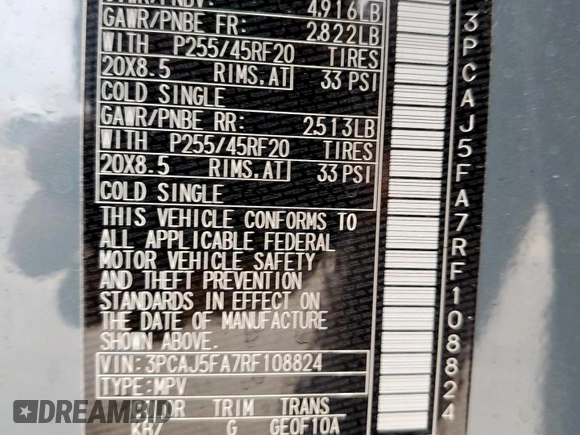 4,916LB
GAWR/PNBE FR: 2,822LB
WITH P255/45RF20 TIRES
20X8.5 RIMS,AT 33 PSI
COLD SINGLE
GAWR/PNBE RR: 2,513LB
WITH P255/45RF20 TIRES
20X8.5 RIMS,AT 33 PSI
COLD SINGLE
THIS VEHICLE CONFORMS TO
ALL APPLICABLE FEDERAL
MOTOR VEHICLE SAFETY
AND THEFT PREVENTION
STANDARDS IN EFFECT ON
THE DATE OF MANUFACTURE
SHOWN ABOVE.
VIN:3PCAJ5FA7RF108824
TYPE:MPV
TRIM TRANS
G GE0F10A
3PCAJ5FA7RF108824
DREAMBID